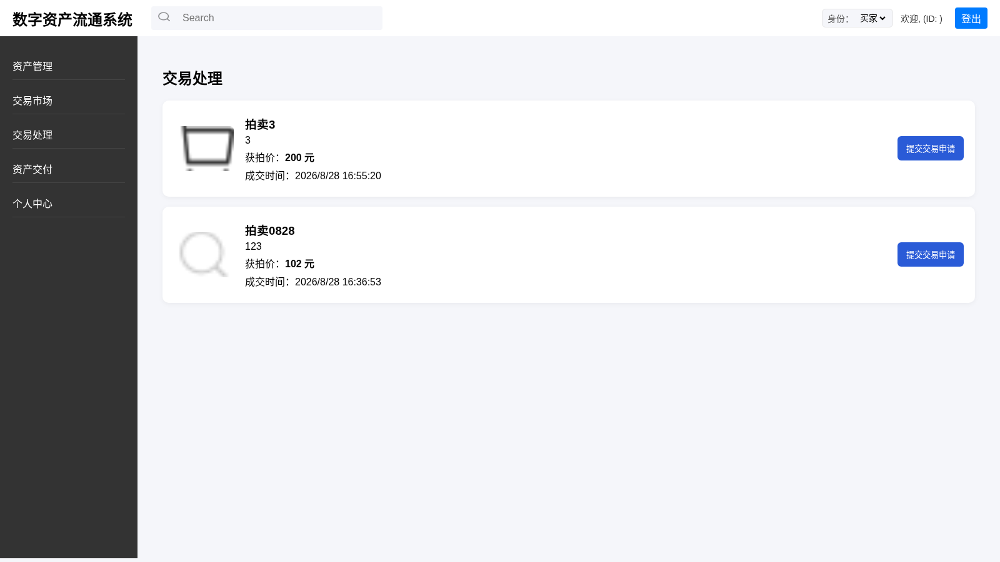 数字资产流通系统
Search
身份：
买家
欢迎, (ID: )
登出
资产管理
交易市场
交易处理
资产交付
个人中心
交易处理
拍卖3
3
获拍价：200 元
成交时间：2026/8/28 16:55:20
提交交易申请
拍卖0828
123
获拍价：102 元
成交时间：2026/8/28 16:36:53
提交交易申请